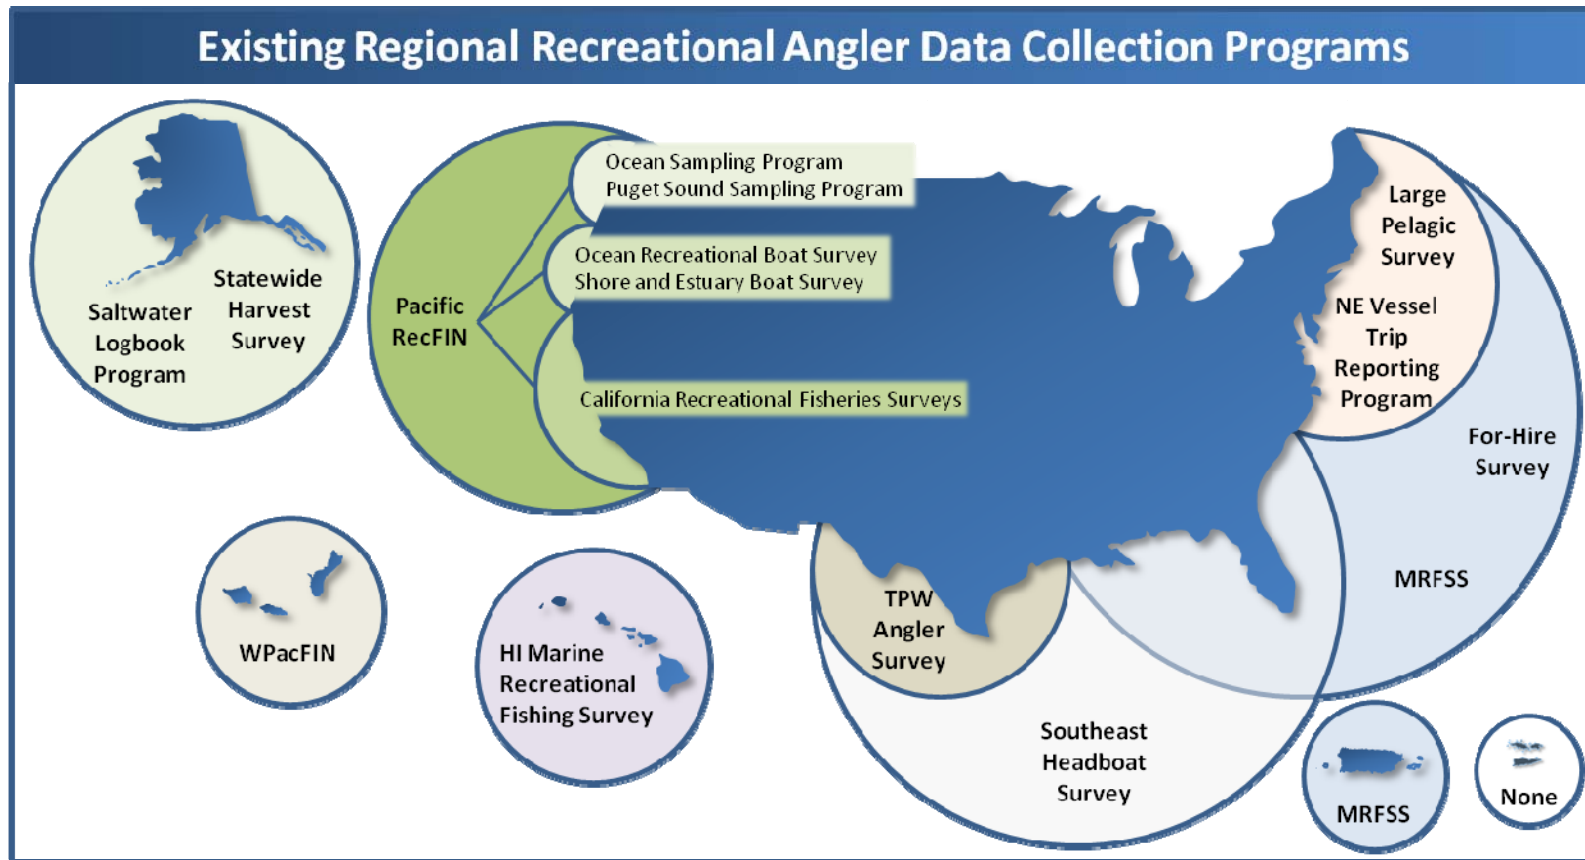 Existing Regional Recreational Angler Data Collection Programs
Statewide
Harvest
Survey
Saltwater
Logbook
Program
Pacific
RecFIN
Ocean Sampling Program
Puget Sound Sampling Program
Ocean Recreational Boat Survey
Shore and Estuary Boat Survey
California Recreational Fisheries Surveys
Large
Pelagic
Survey
NE Vessel
Trip
Reporting
Program
For-Hire
Survey
MRFSS
WPacFIN
HI Marine
Recreational
Fishing Survey
TPW
Angler
Survey
Southeast
Headboat
Survey
MRFSS
None